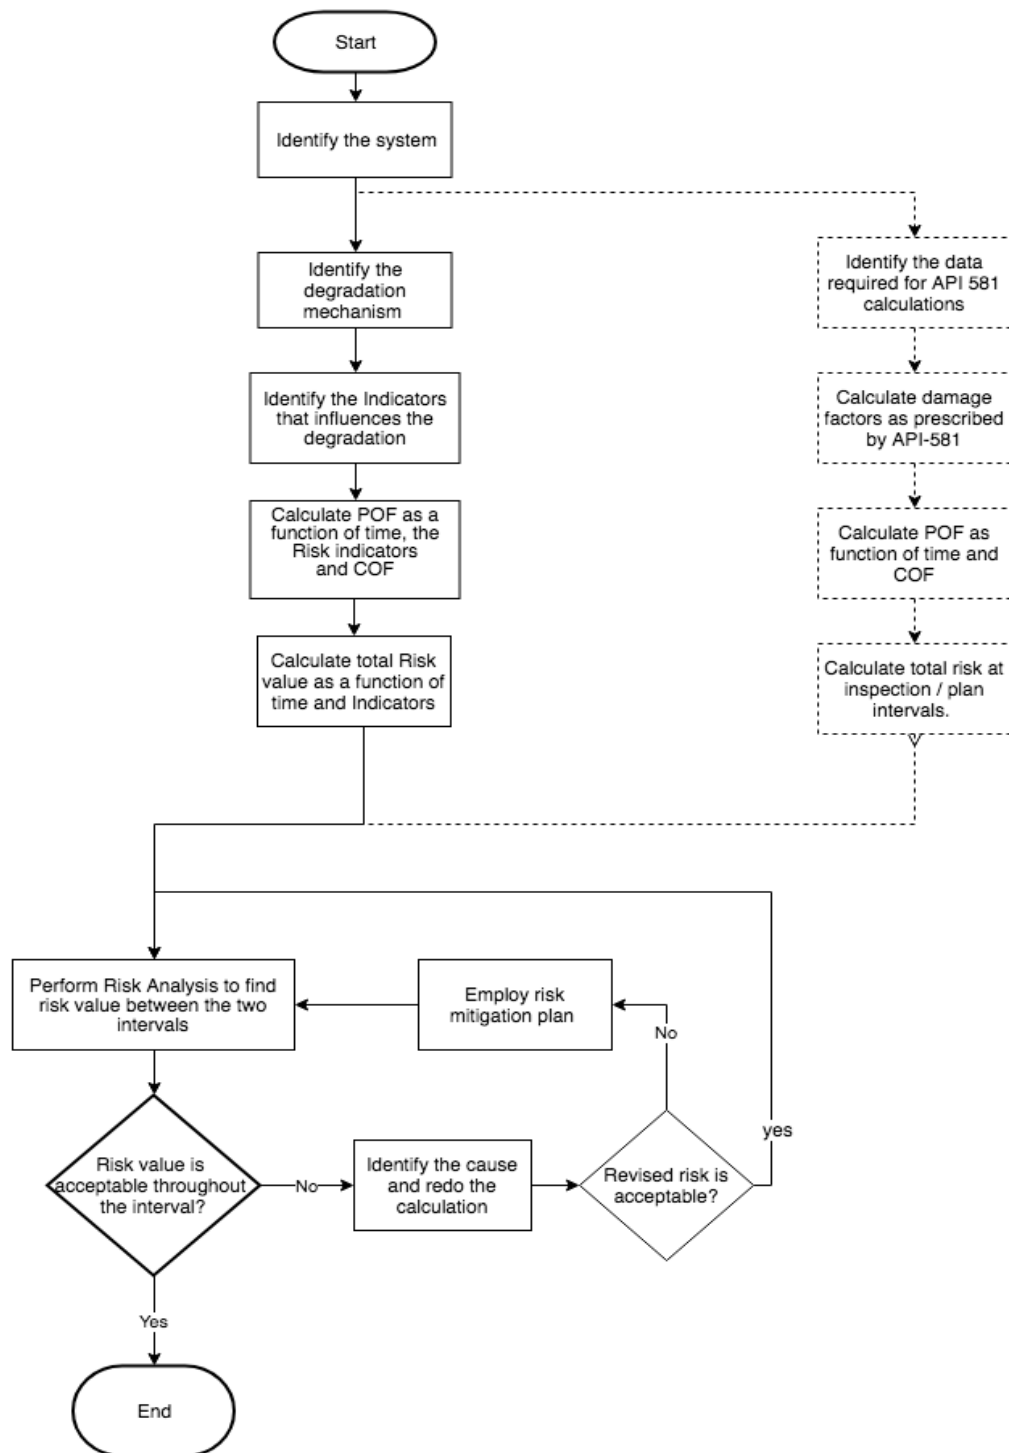 Start
Identify the system
Identify the
degradation
mechanism
Identify the Indicators
that influences the
degradation
Calculate POF as a
function of time, the
Risk indicators
and COF
Calculate total Risk
value as a function of
time and Indicators
Identify the data
required for API 581
calculations
Calculate damage
factors as prescribed
by API-581
Calculate POF as
function of time and
COF
Calculate total risk at
inspection / plan
intervals.
Perform Risk Analysis to find
risk value between the two
intervals
Employ risk
mitigation plan
No
yes
Risk value is
acceptable throughout
the interval?
No
Identify the cause
and redo the
calculation
Revised risk is
acceptable?
Yes
End